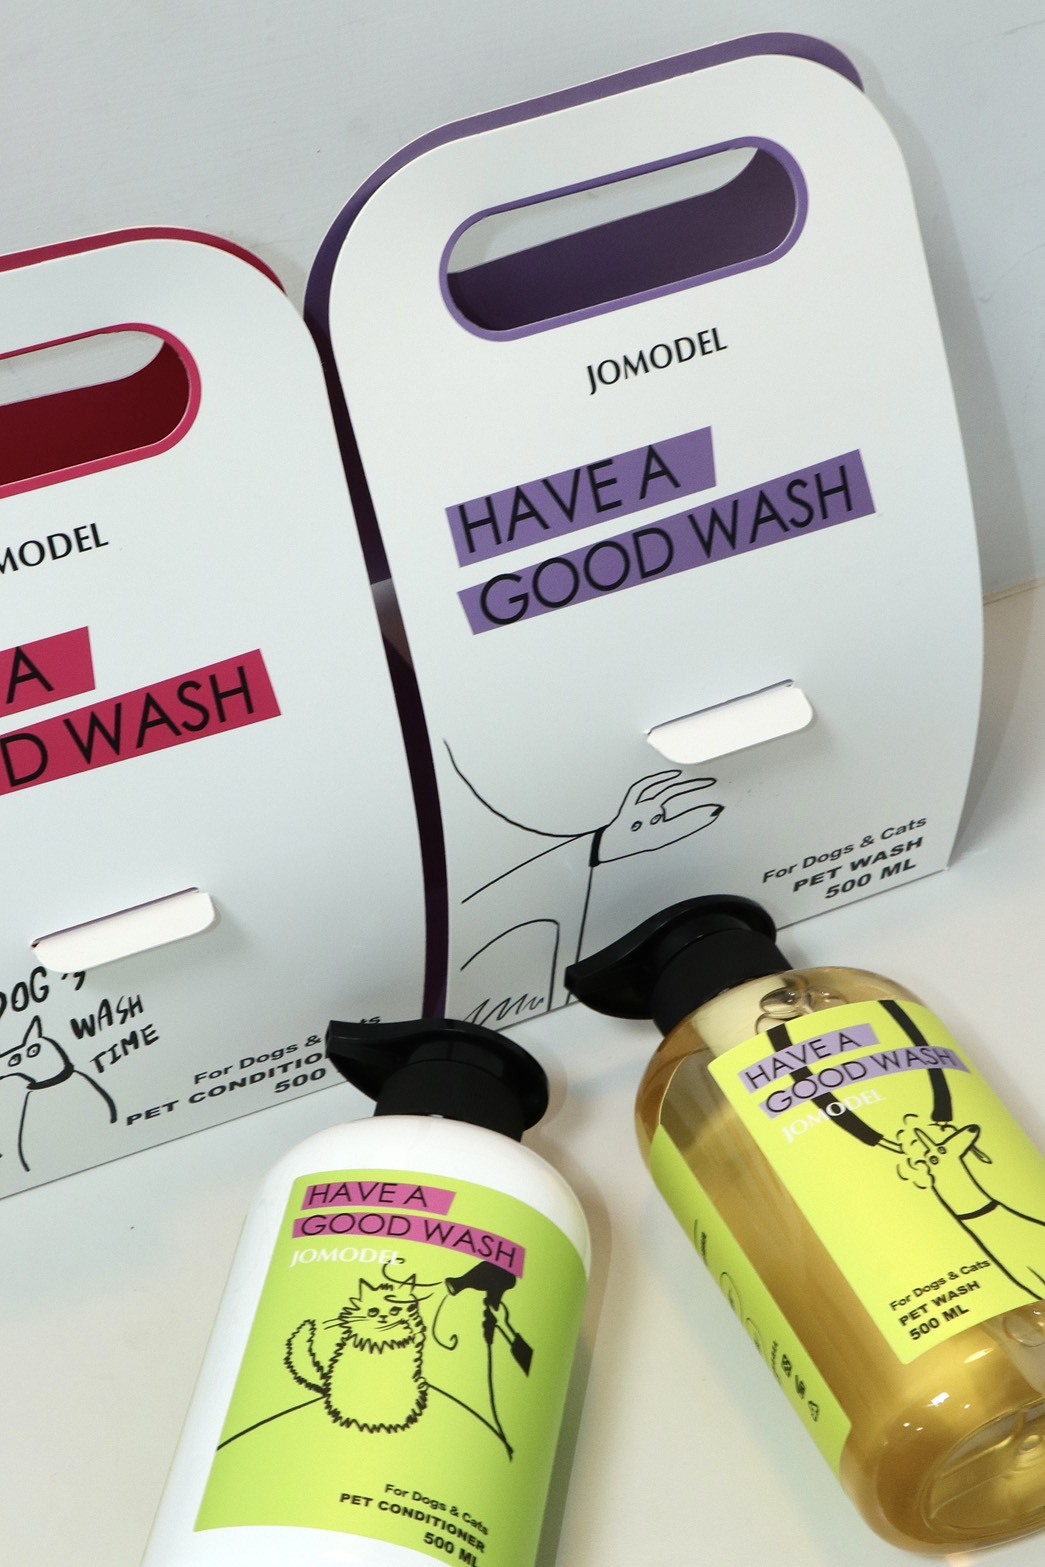 JOMODEL
HAVE A
GOOD WASH
For Dogs & Cats
PET WASH
500 ML
MODEL
A
D WASH
DOG'S
WASH
TIME
For Dogs &
PET CONDITIO
500
HAVE A
GOOD WASH
JOMODEL
For Dogs & Cats
PET CONDITIONER
500 ML
HAVE A
GOOD WASH
JOMODEL
For Dogs & Cats
PET WASH
500 ML